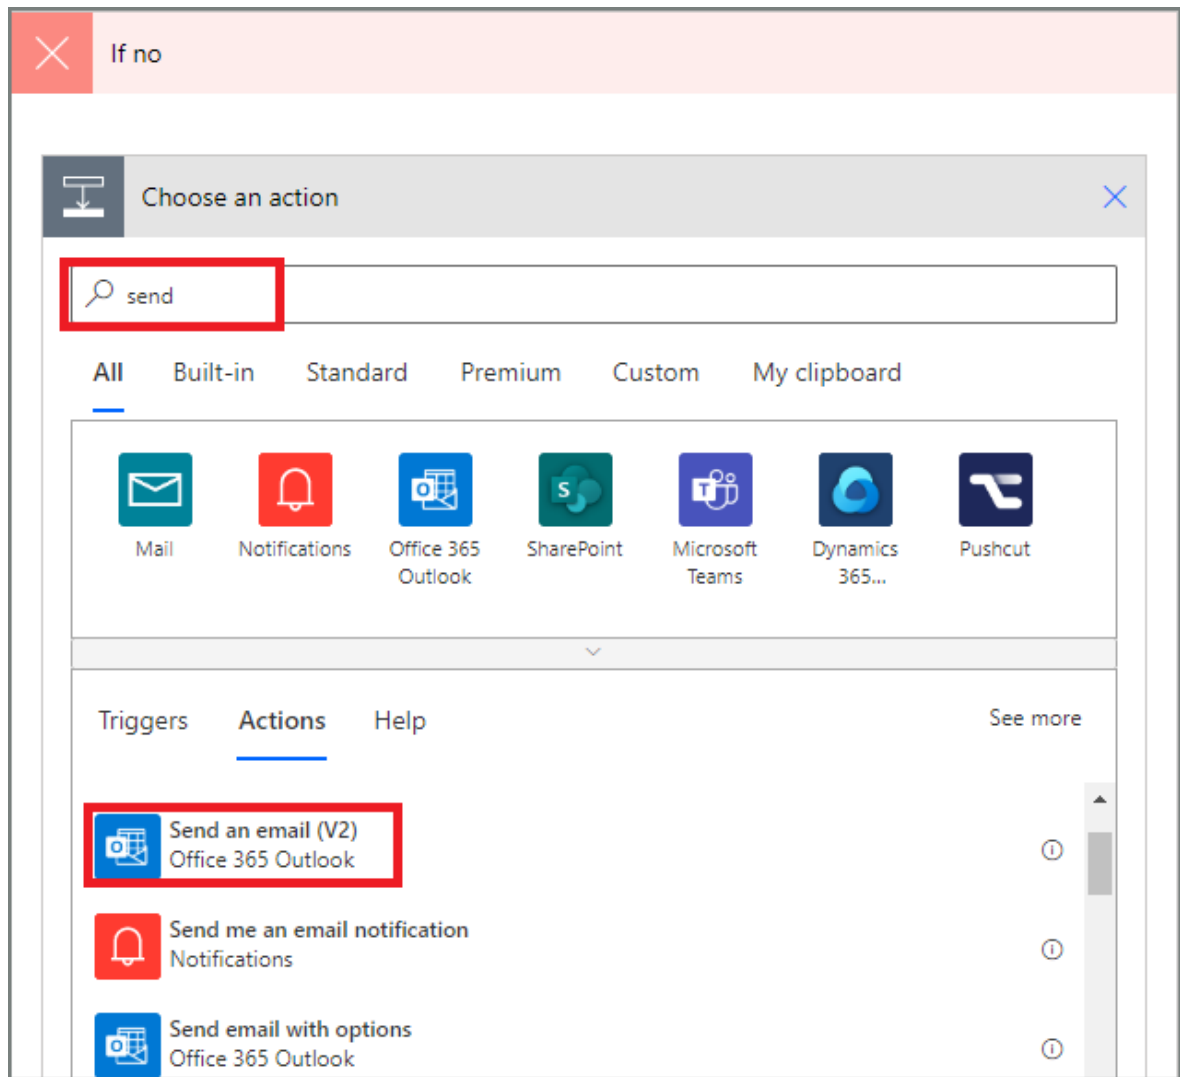 If no
Choose an action
send
All Built-in Standard Premium Custom My clipboard
Mail Notifications Office 365 Outlook SharePoint Microsoft Teams Dynamics 365... Pushcut
Triggers Actions Help See more
Send an email (V2)
Office 365 Outlook
Send me an email notification
Notifications
Send email with options
Office 365 Outlook